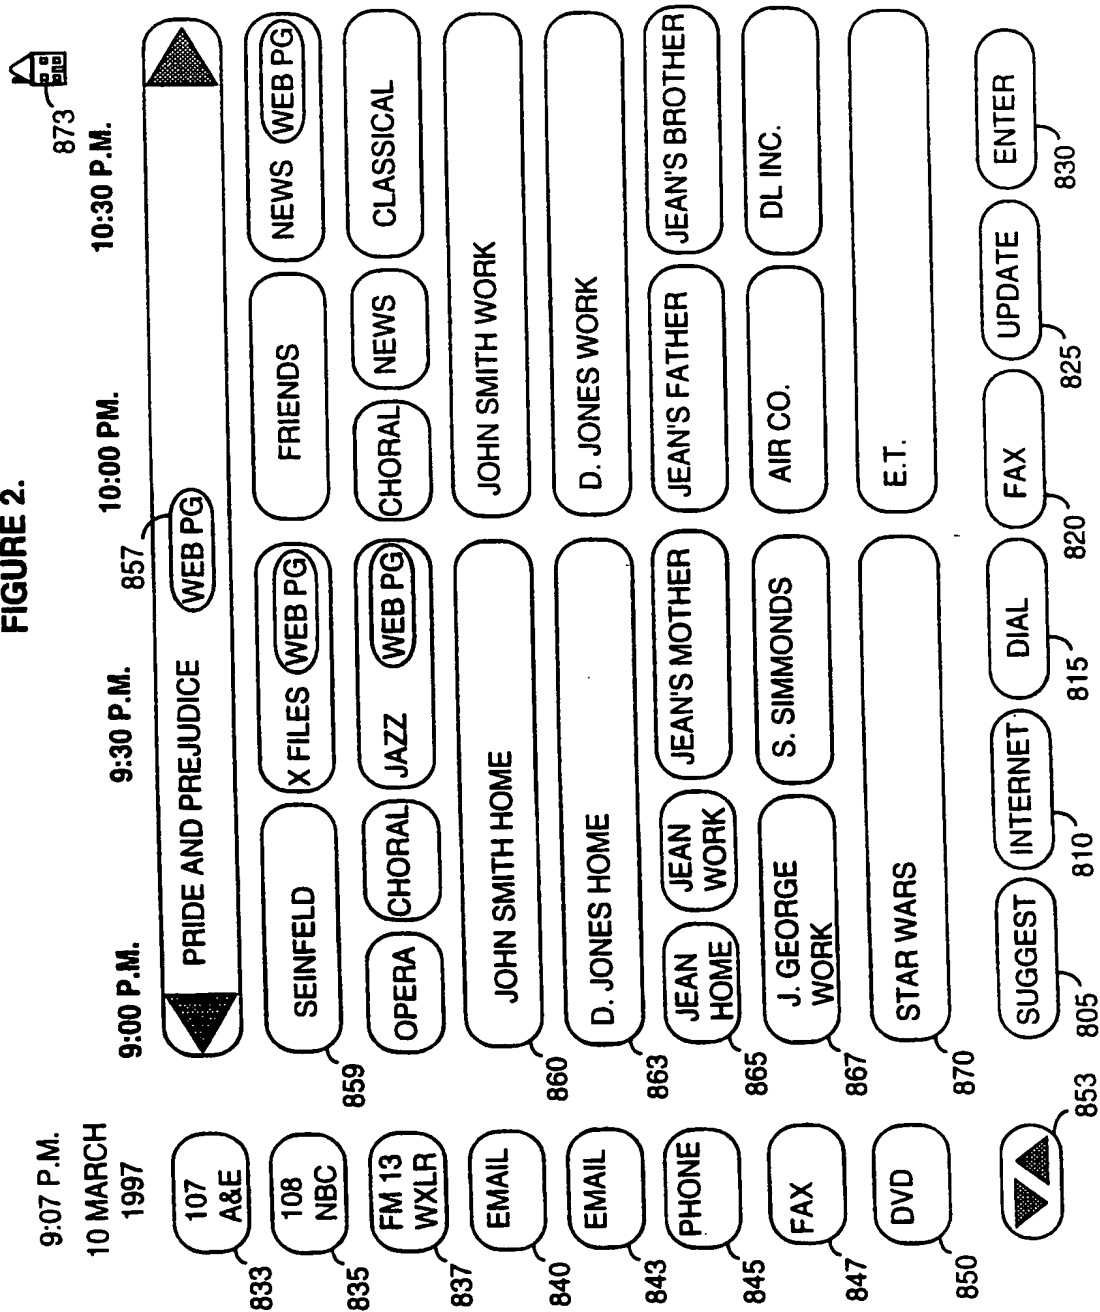 FIGURE 2.
9:07 P.M.
10 MARCH
1997
9:00 P.M.
9:30 P.M.
10:00 PM.
10:30 P.M.
873
857
107
A&E
833
PRIDE AND PREJUDICE
WEB PG
108
NBC
835
SEINFELD
859
X FILES
WEB PG
FRIENDS
NEWS
WEB PG
FM 13
WXLR
837
OPERA
CHORAL
JAZZ
WEB PG
CHORAL
NEWS
CLASSICAL
EMAIL
840
JOHN SMITH HOME
860
JOHN SMITH WORK
EMAIL
843
D. JONES HOME
863
D. JONES WORK
PHONE
845
JEAN
HOME
865
JEAN
WORK
JEAN'S MOTHER
JEAN'S FATHER
JEAN'S BROTHER
FAX
847
J. GEORGE
WORK
867
S. SIMMONDS
AIR CO.
DL INC.
DVD
850
STAR WARS
870
E.T.
853
SUGGEST
805
INTERNET
810
DIAL
815
FAX
820
UPDATE
825
ENTER
830